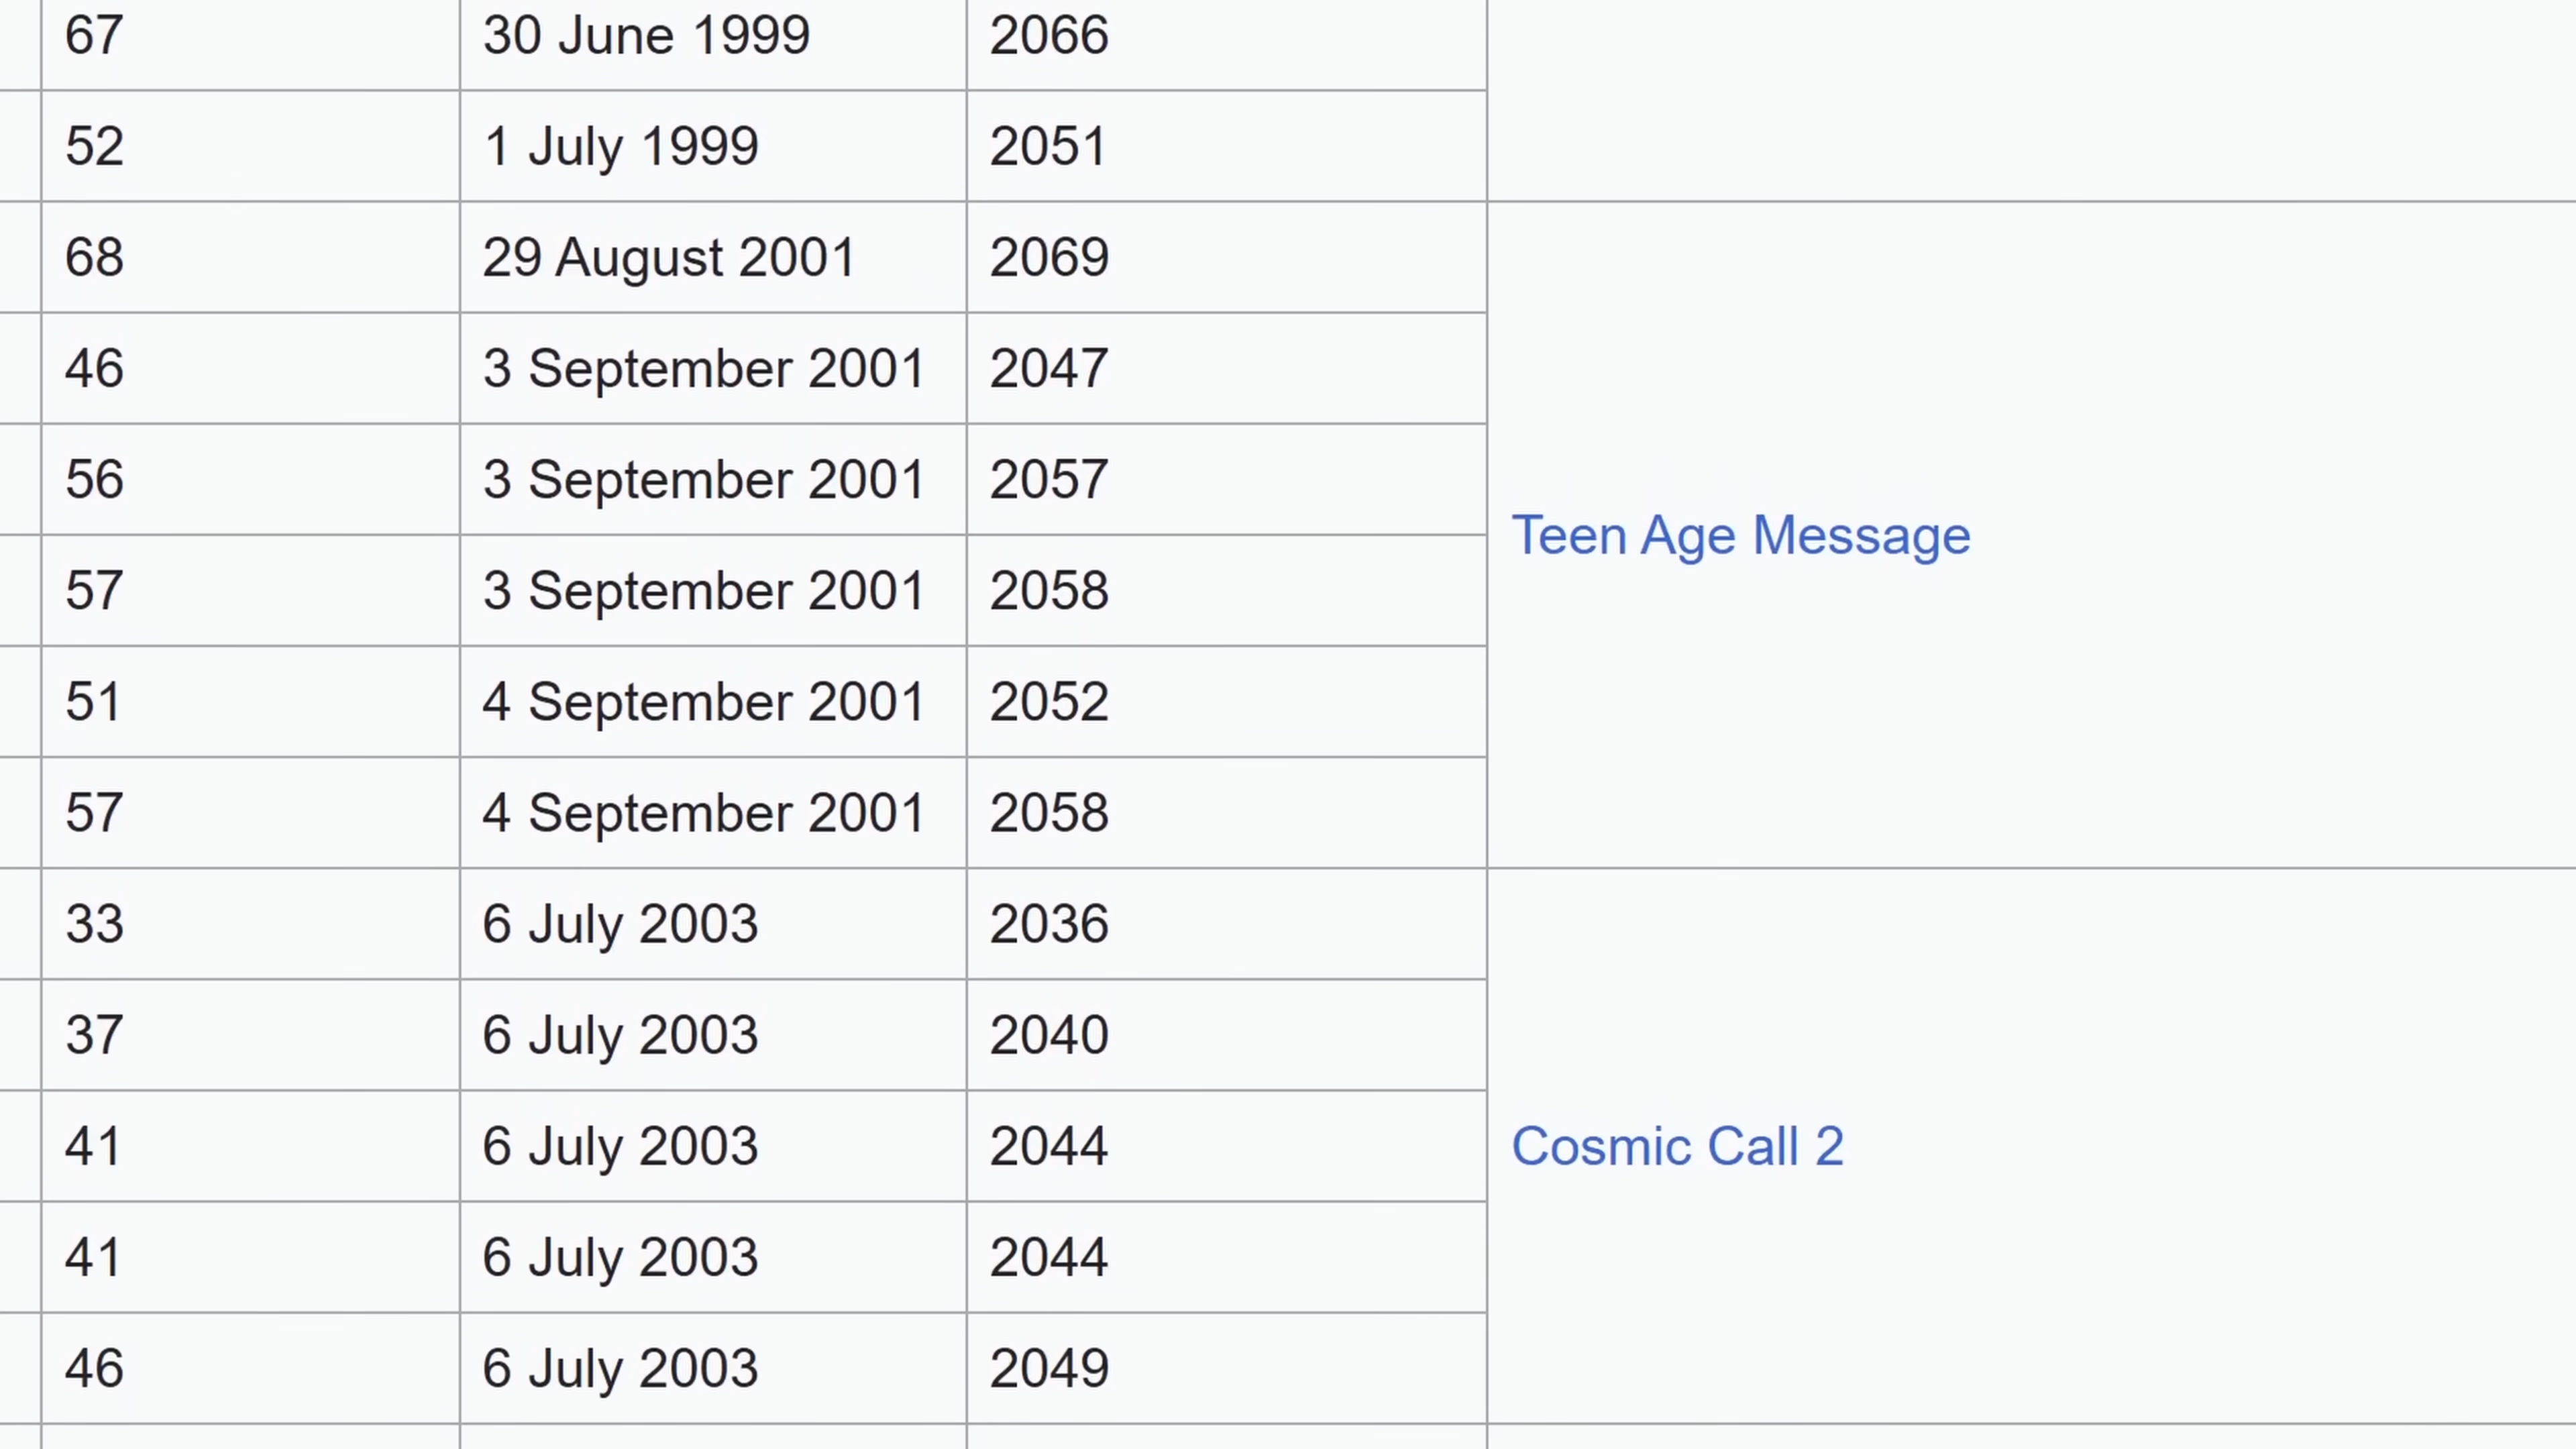 67 30 June 1999 2066
52 1 July 1999 2051
68 29 August 2001 2069
46 3 September 2001 2047
56 3 September 2001 2057
Teen Age Message
57 3 September 2001 2058
51 4 September 2001 2052
57 4 September 2001 2058
33 6 July 2003 2036
37 6 July 2003 2040
41 6 July 2003 2044 Cosmic Call 2
41 6 July 2003 2044
46 6 July 2003 2049